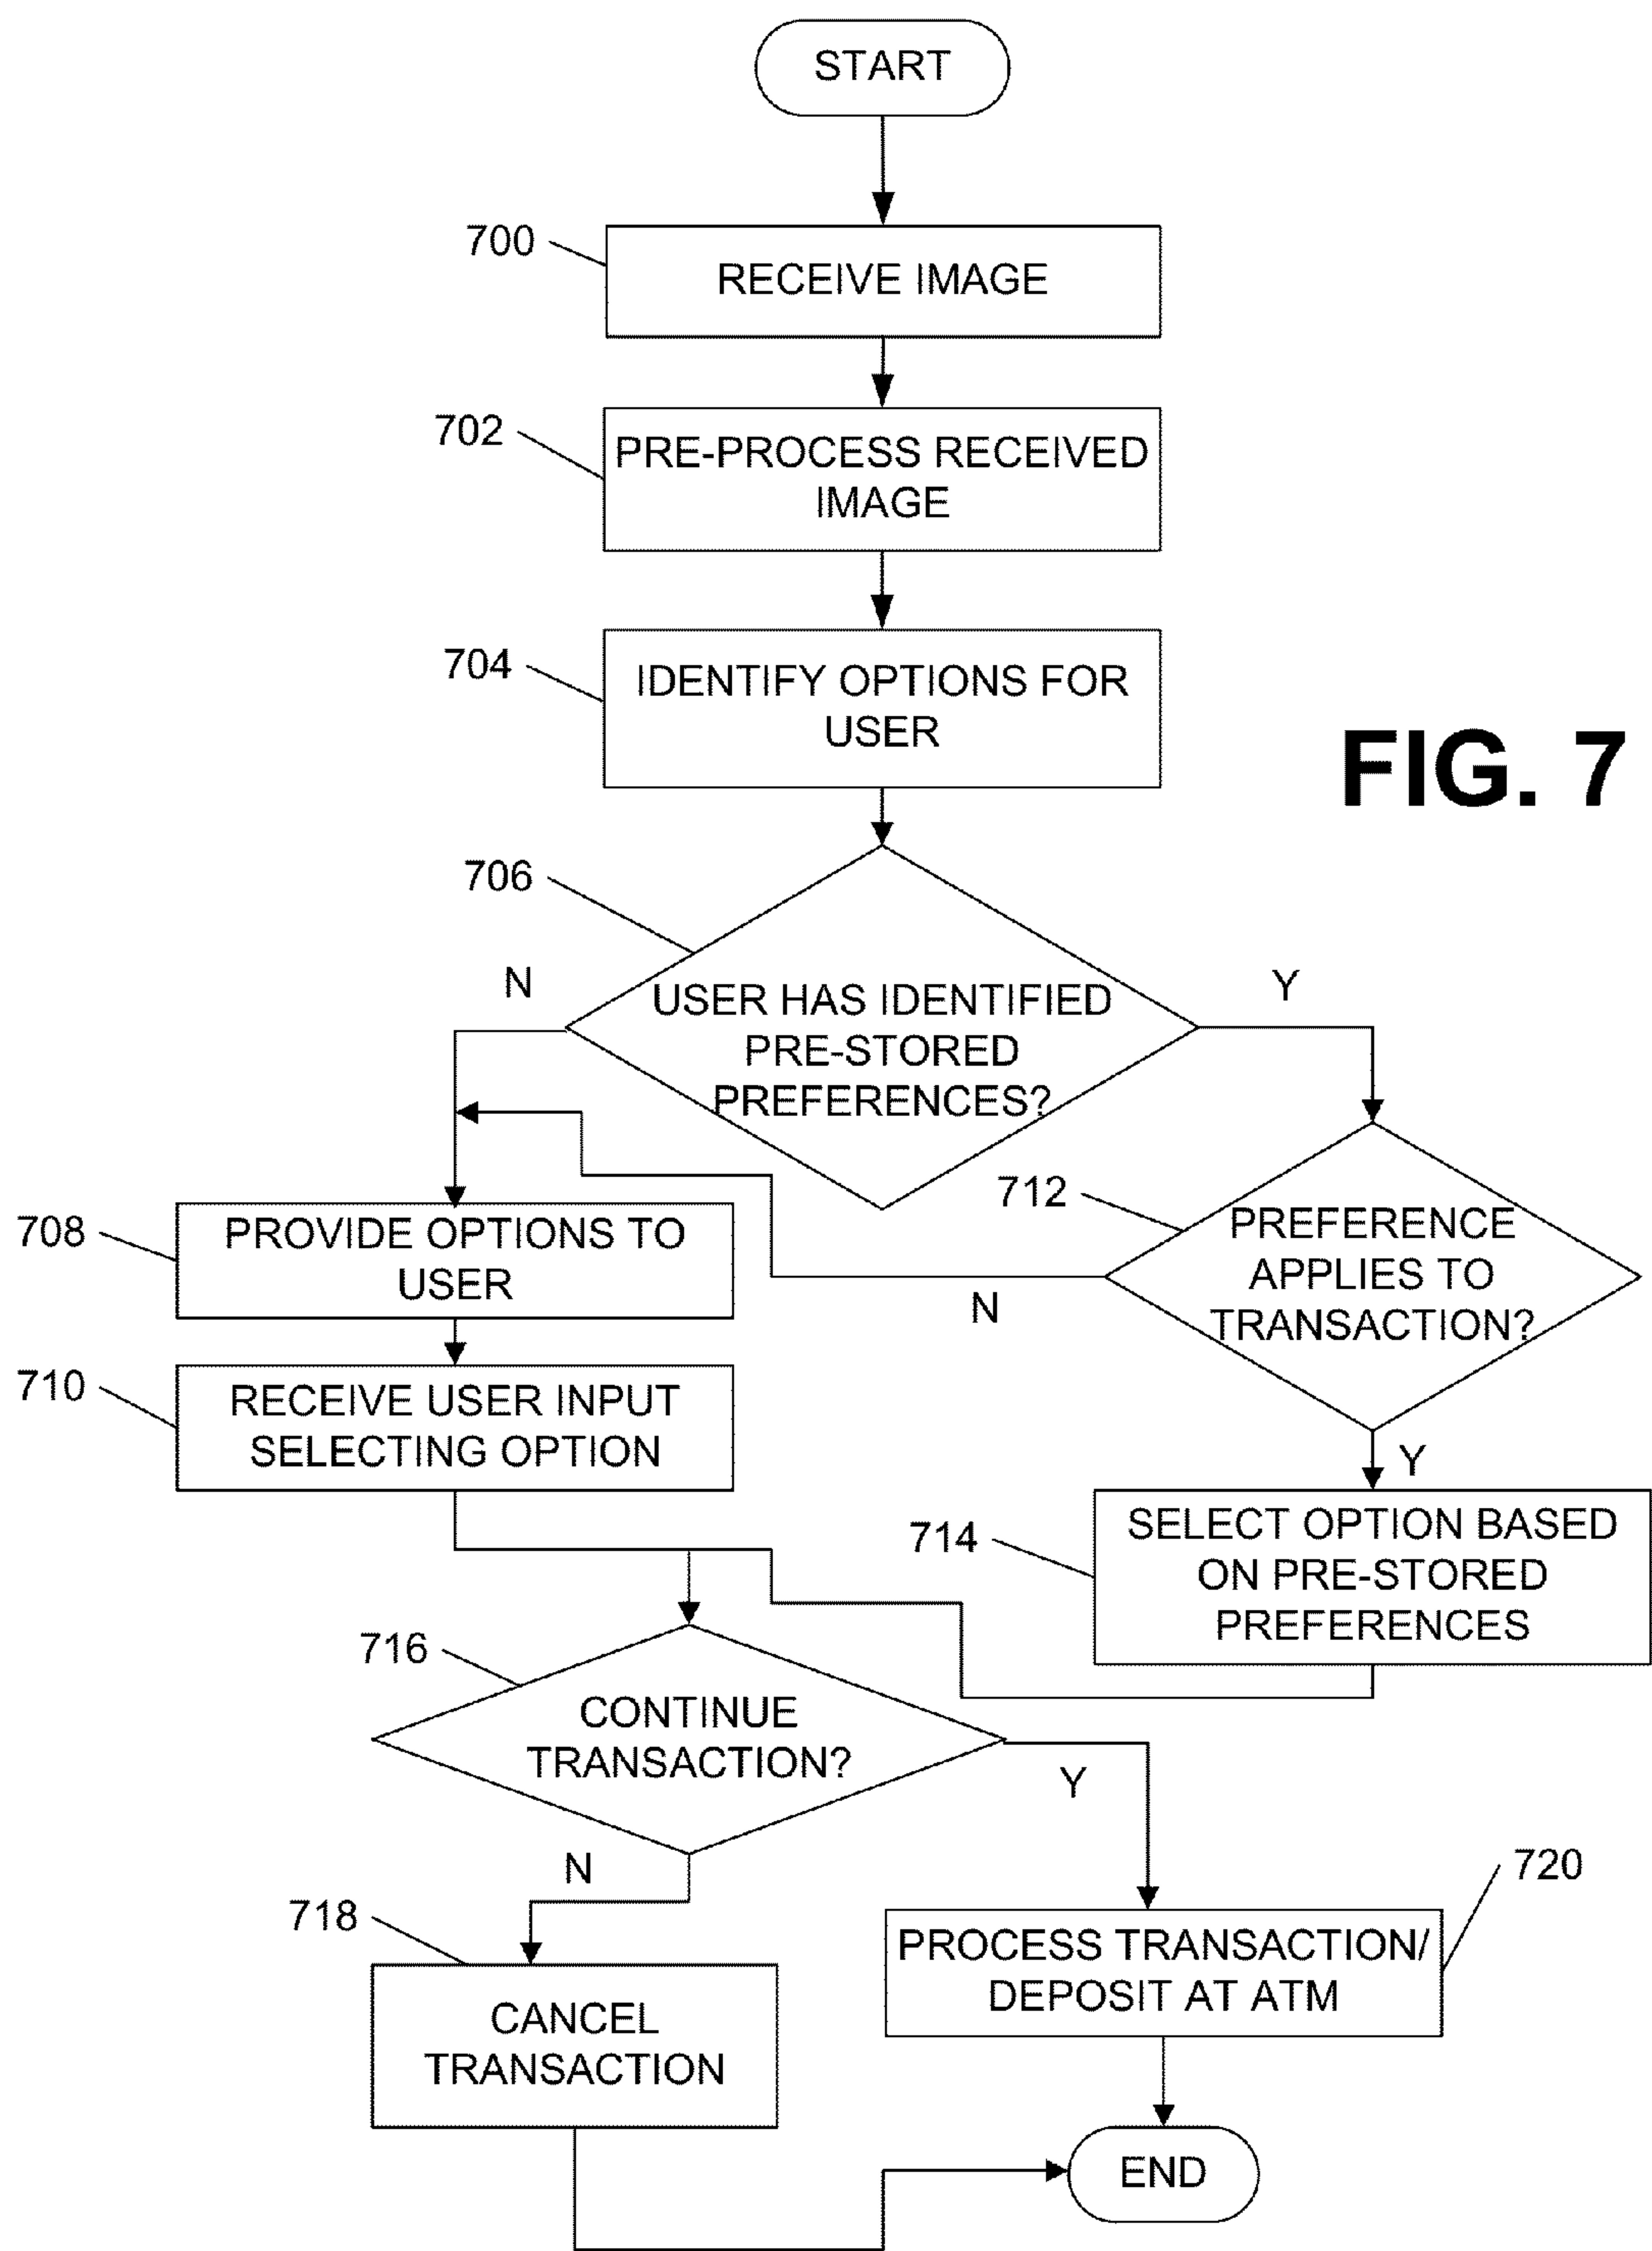 START
700
RECEIVE IMAGE
702
PRE-PROCESS RECEIVED
IMAGE
704
IDENTIFY OPTIONS FOR
USER
FIG. 7
706
N
Y
USER HAS IDENTIFIED
PRE-STORED
PREFERENCES?
712
PREFERENCE
APPLIES TO
TRANSACTION?
N
Y
708
PROVIDE OPTIONS TO
USER
710
RECEIVE USER INPUT
SELECTING OPTION
714
SELECT OPTION BASED
ON PRE-STORED
PREFERENCES
716
CONTINUE
TRANSACTION?
Y
N
718
CANCEL
TRANSACTION
720
PROCESS TRANSACTION/
DEPOSIT AT ATM
END